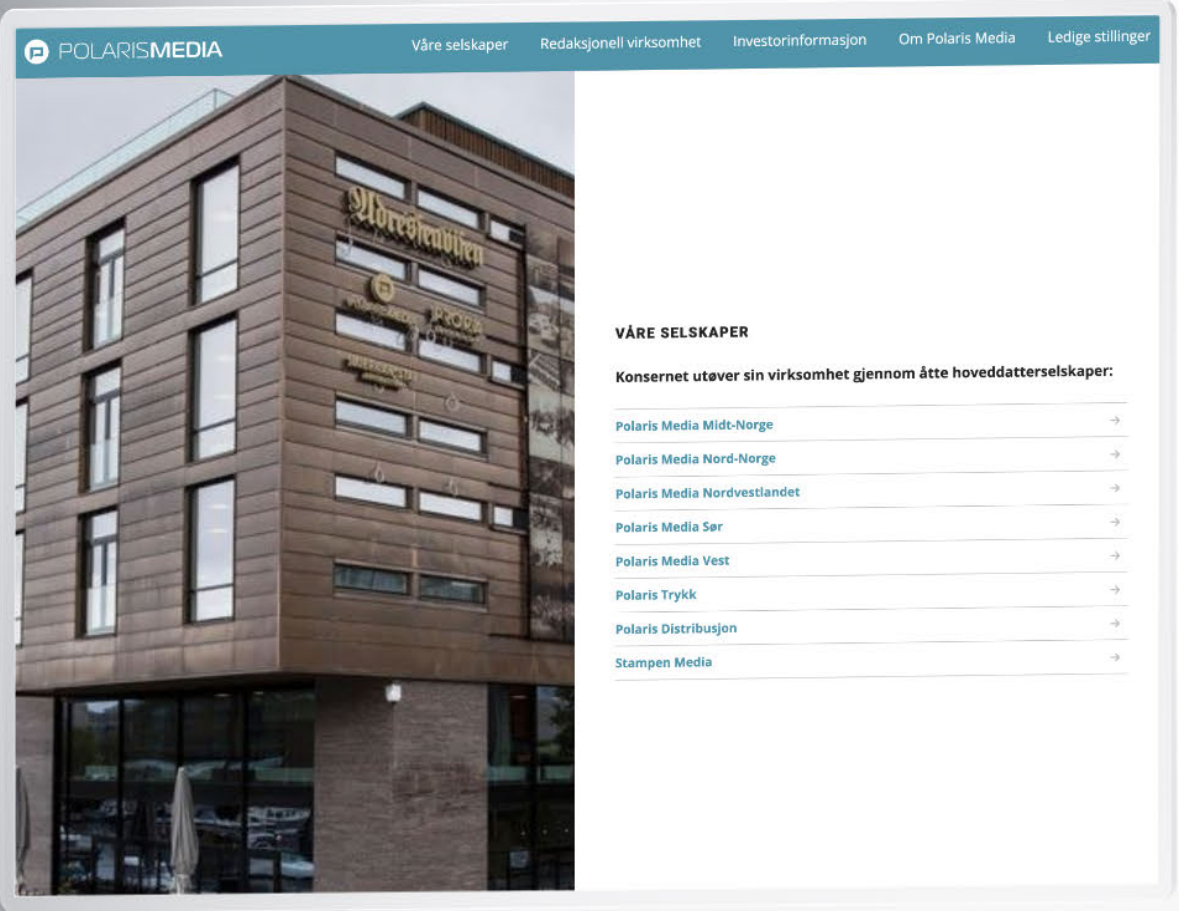 POLARISMEDIA
Våre selskaper
Redaksjonell virksomhet
Investorinformasjon
Om Polaris Media
Ledige stillinger
Adresseavisen
VÅRE SELSKAPER
Konsernet utøver sin virksomhet gjennom åtte hoveddatterselskaper:
Polaris Media Midt-Norge
Polaris Media Nord-Norge
Polaris Media Nordvestlandet
Polaris Media Sør
Polaris Media Vest
Polaris Trykk
Polaris Distribusjon
Stampen Media